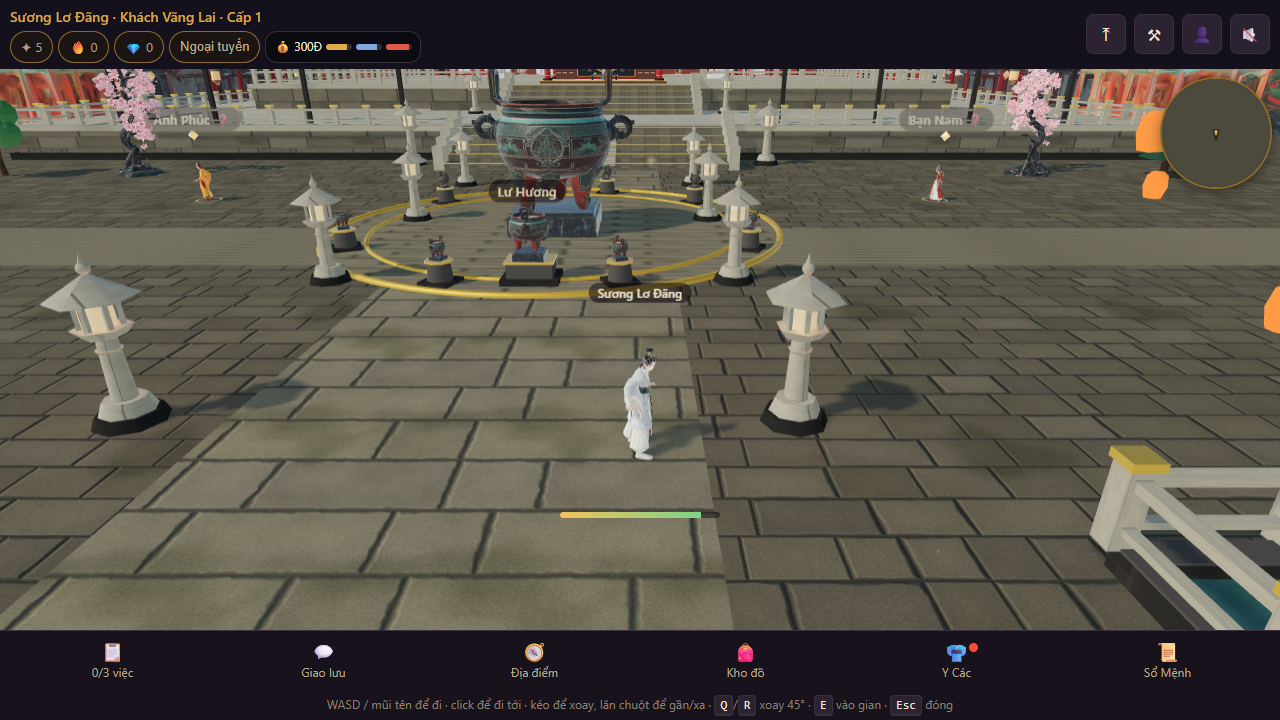 Sương Lơ Đãng · Khách Vãng Lai · Cấp 1
5
0
0
Ngoại tuyến
300Đ
Anh Phúc
Bạn Nam
Lư Hương
Sương Lơ Đãng
0/3 việc
Giao lưu
Địa điểm
Kho đồ
Y Các
Sổ Mệnh
WASD / mũi tên để đi · click để đi tới · kéo để xoay, lăn chuột để gần/xa · Q / R xoay 45° · E vào gian · Esc đóng